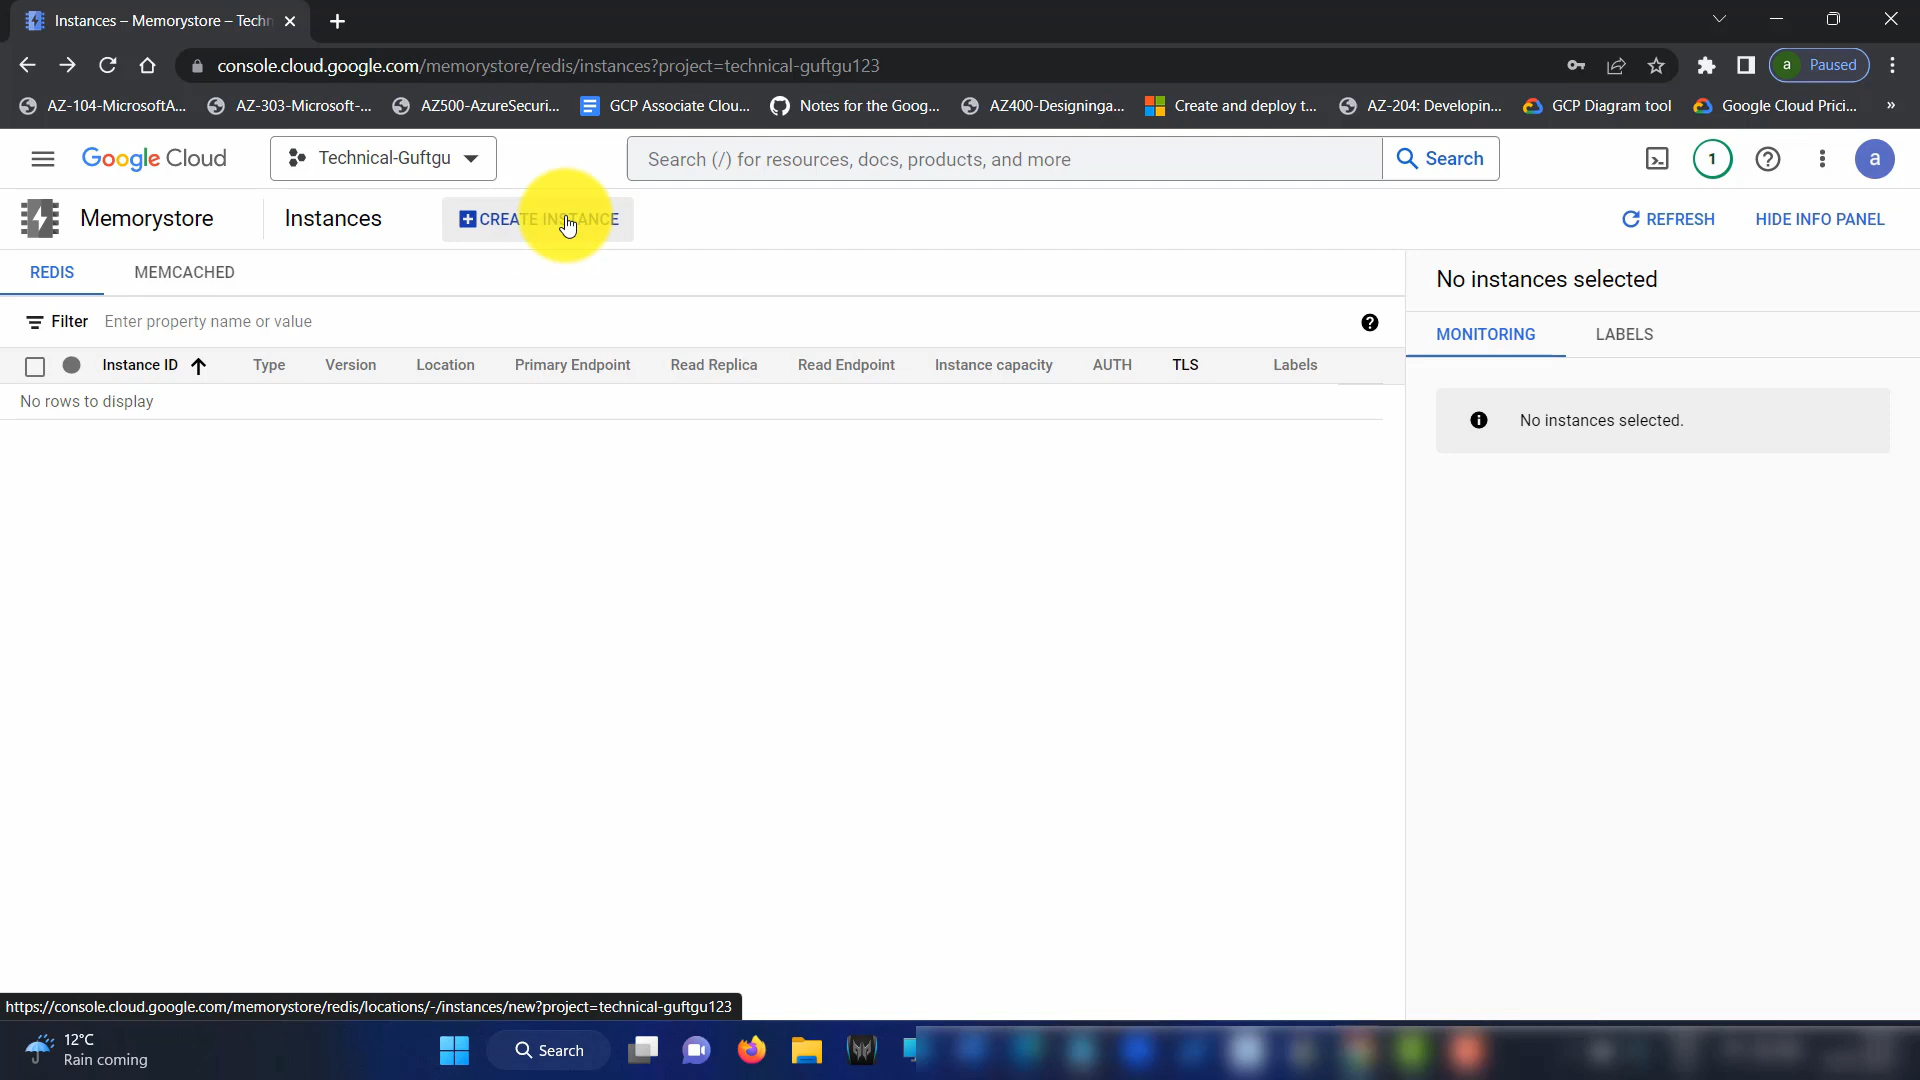 Instances – Memorystore – Techn
console.cloud.google.com/memorystore/redis/instances?project=technical-guftgu123
a Paused
AZ-104-MicrosoftA...
AZ-303-Microsoft-...
AZ500-AzureSecuri...
GCP Associate Clou...
Notes for the Goog...
AZ400-Designinga...
Create and deploy t...
AZ-204: Developin...
GCP Diagram tool
Google Cloud Prici...
»
Google Cloud
Technical-Guftgu
Search (/) for resources, docs, products, and more
Search
1
a
Memorystore
Instances
CREATE INSTANCE
REFRESH
HIDE INFO PANEL
REDIS
MEMCACHED
No instances selected
Filter Enter property name or value
MONITORING
LABELS
Instance ID Type Version Location Primary Endpoint Read Replica Read Endpoint Instance capacity AUTH TLS Labels
No rows to display
No instances selected.
https://console.cloud.google.com/memorystore/redis/locations/-/instances/new?project=technical-guftgu123
12°C
Rain coming
Search